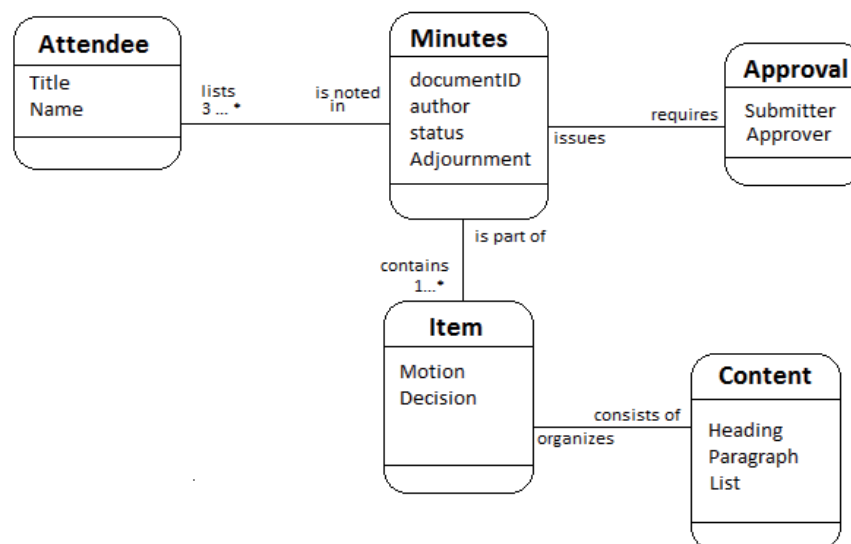 Attendee
Title
Name
lists
3 ... *
is noted
in
Minutes
documentID
author
status
Adjournment
issues
requires
Approval
Submitter
Approver
is part of
contains
1...*
Item
Motion
Decision
organizes
consists of
Content
Heading
Paragraph
List